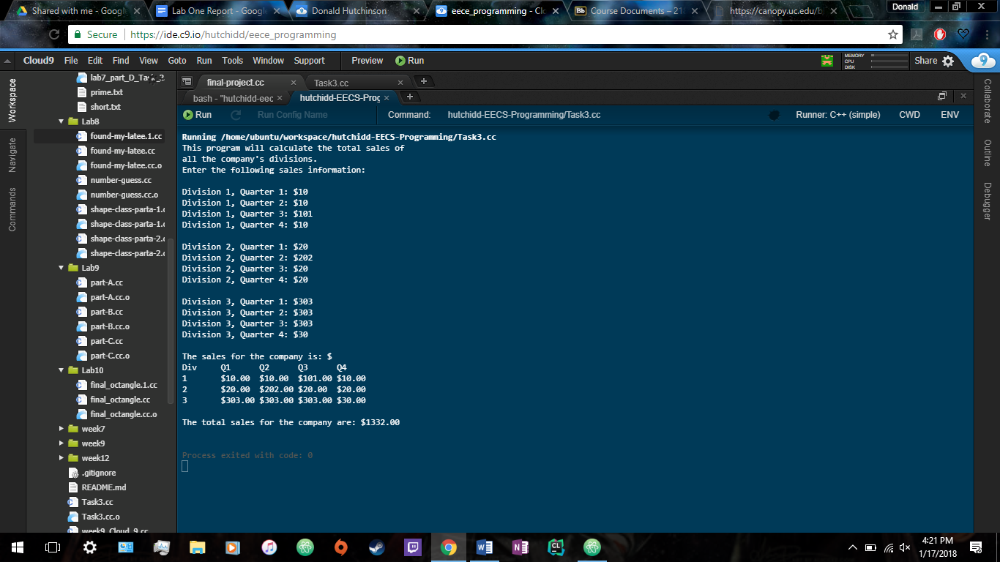 Shared with me - Googl
Lab One Report - Googl
Donald Hutchinson
eece_programming - Clo
Course Documents – 210
https://canopy.uc.edu/b
Donald
Secure https://ide.c9.io/hutchidd/eece_programming
Cloud9 File Edit Find View Goto Run Tools Window Support Preview Run MEMORY CPU DISK Share 9
Workspace
Navigate
Commands
lab7_part_D_Task_2
prime.txt
short.txt
Lab8
found-my-latee.1.cc
found-my-latee.cc
found-my-latee.cc.o
number-guess.cc
number-guess.cc.o
shape-class-parta-1.c
shape-class-parta-1.c
shape-class-parta-2.c
shape-class-parta-2.c
Lab9
part-A.cc
part-A.cc.o
part-B.cc
part-B.cc.o
part-C.cc
part-C.cc.o
Lab10
final_octangle.1.cc
final_octangle.cc
final_octangle.cc.o
week7
week9
week12
.gitignore
README.md
Task3.cc
Task3.cc.o
week9_Cloud_9.cc
final-project.cc Task3.cc
bash - "hutchidd-eec hutchidd-EECS-Prog
Run Run Config Name Command: hutchidd-EECS-Programming/Task3.cc Runner: C++ (simple) CWD ENV
Running /home/ubuntu/workspace/hutchidd-EECS-Programming/Task3.cc
This program will calculate the total sales of
all the company's divisions.
Enter the following sales information:
Division 1, Quarter 1: $10
Division 1, Quarter 2: $10
Division 1, Quarter 3: $101
Division 1, Quarter 4: $10
Division 2, Quarter 1: $20
Division 2, Quarter 2: $202
Division 2, Quarter 3: $20
Division 2, Quarter 4: $20
Division 3, Quarter 1: $303
Division 3, Quarter 2: $303
Division 3, Quarter 3: $303
Division 3, Quarter 4: $30
The sales for the company is: $
Div Q1 Q2 Q3 Q4
1 $10.00 $10.00 $101.00 $10.00
2 $20.00 $202.00 $20.00 $20.00
3 $303.00 $303.00 $303.00 $30.00
The total sales for the company are: $1332.00
Process exited with code: 0
Collaborate
Outline
Debugger
4:21 PM
1/17/2018